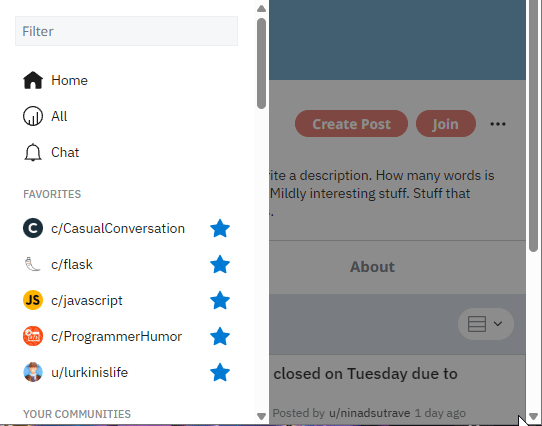 Filter
Home
All
Chat
FAVORITES
C c/CasualConversation
c/flask
JS c/javascript
c/ProgrammerHumor
u/lurkinislife
YOUR COMMUNITIES
Create Post Join
a description. How many words is
Mildly interesting stuff. Stuff that
About
closed on Tuesday due to
Posted by u/ninadsutrave 1 day ago